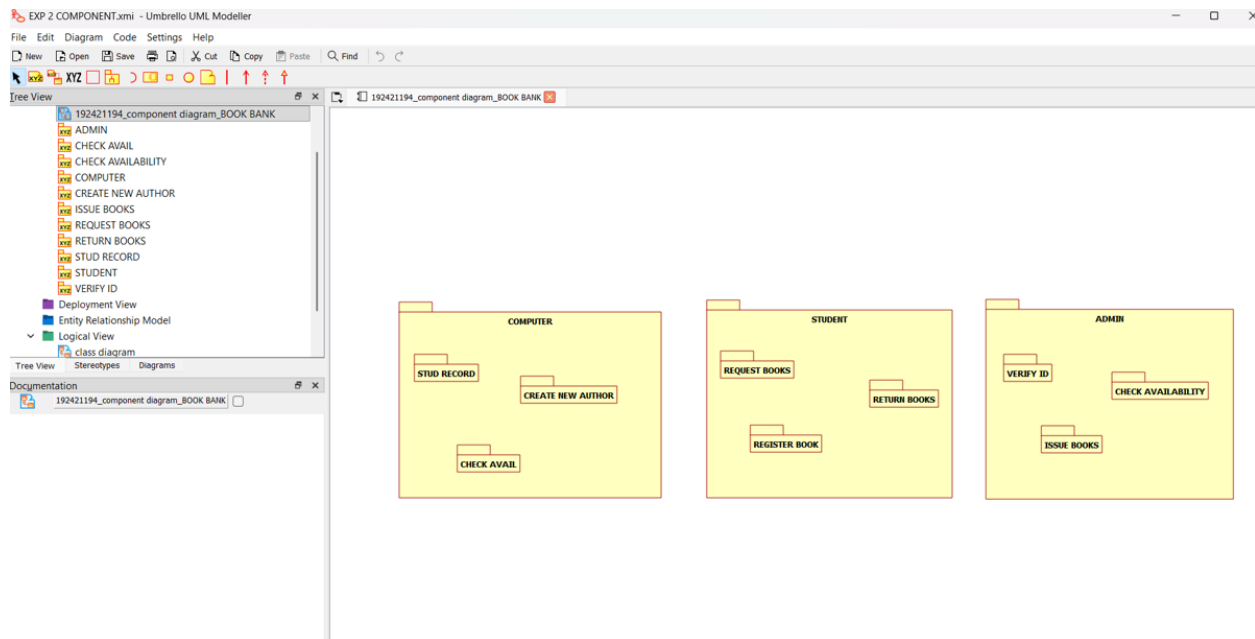 EXP 2 COMPONENT.xmi - Umbrello UML Modeller
File Edit Diagram Code Settings Help
New Open Save Cut Copy Paste Find
XYZ
Tree View
192421194_component diagram_BOOK BANK
ADMIN
CHECK AVAIL
CHECK AVAILABILITY
COMPUTER
CREATE NEW AUTHOR
ISSUE BOOKS
REQUEST BOOKS
RETURN BOOKS
STUD RECORD
STUDENT
VERIFY ID
Deployment View
Entity Relationship Model
Logical View
class diagram
Tree View Stereotypes Diagrams
Documentation
192421194_component diagram_BOOK BANK
192421194_component diagram_BOOK BANK
COMPUTER
STUD RECORD
CREATE NEW AUTHOR
CHECK AVAIL
STUDENT
REQUEST BOOKS
RETURN BOOKS
REGISTER BOOK
ADMIN
VERIFY ID
CHECK AVAILABILITY
ISSUE BOOKS